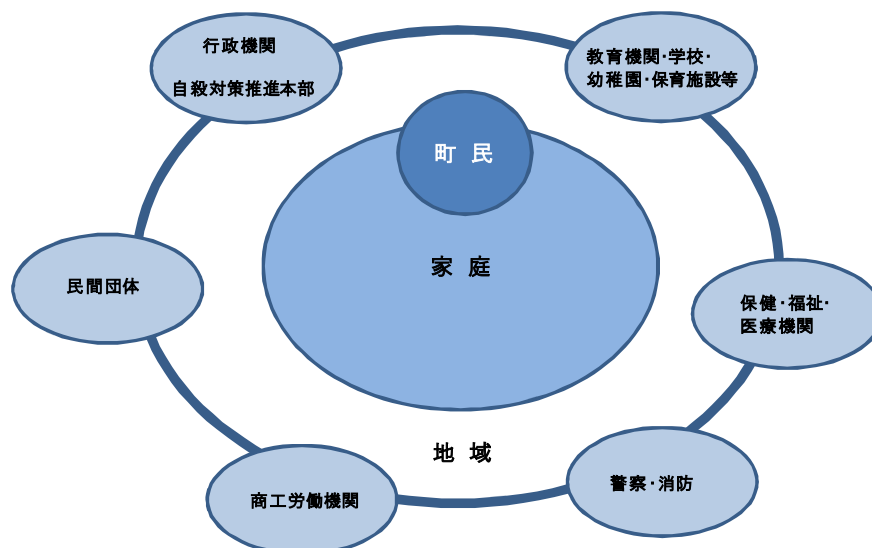 行政機関
自殺対策推進本部
教育機関・学校・
幼稚園・保育施設等
町 民
家 庭
民間団体
保健・福祉・
医療機関
地 域
警察・消防
商工労働機関